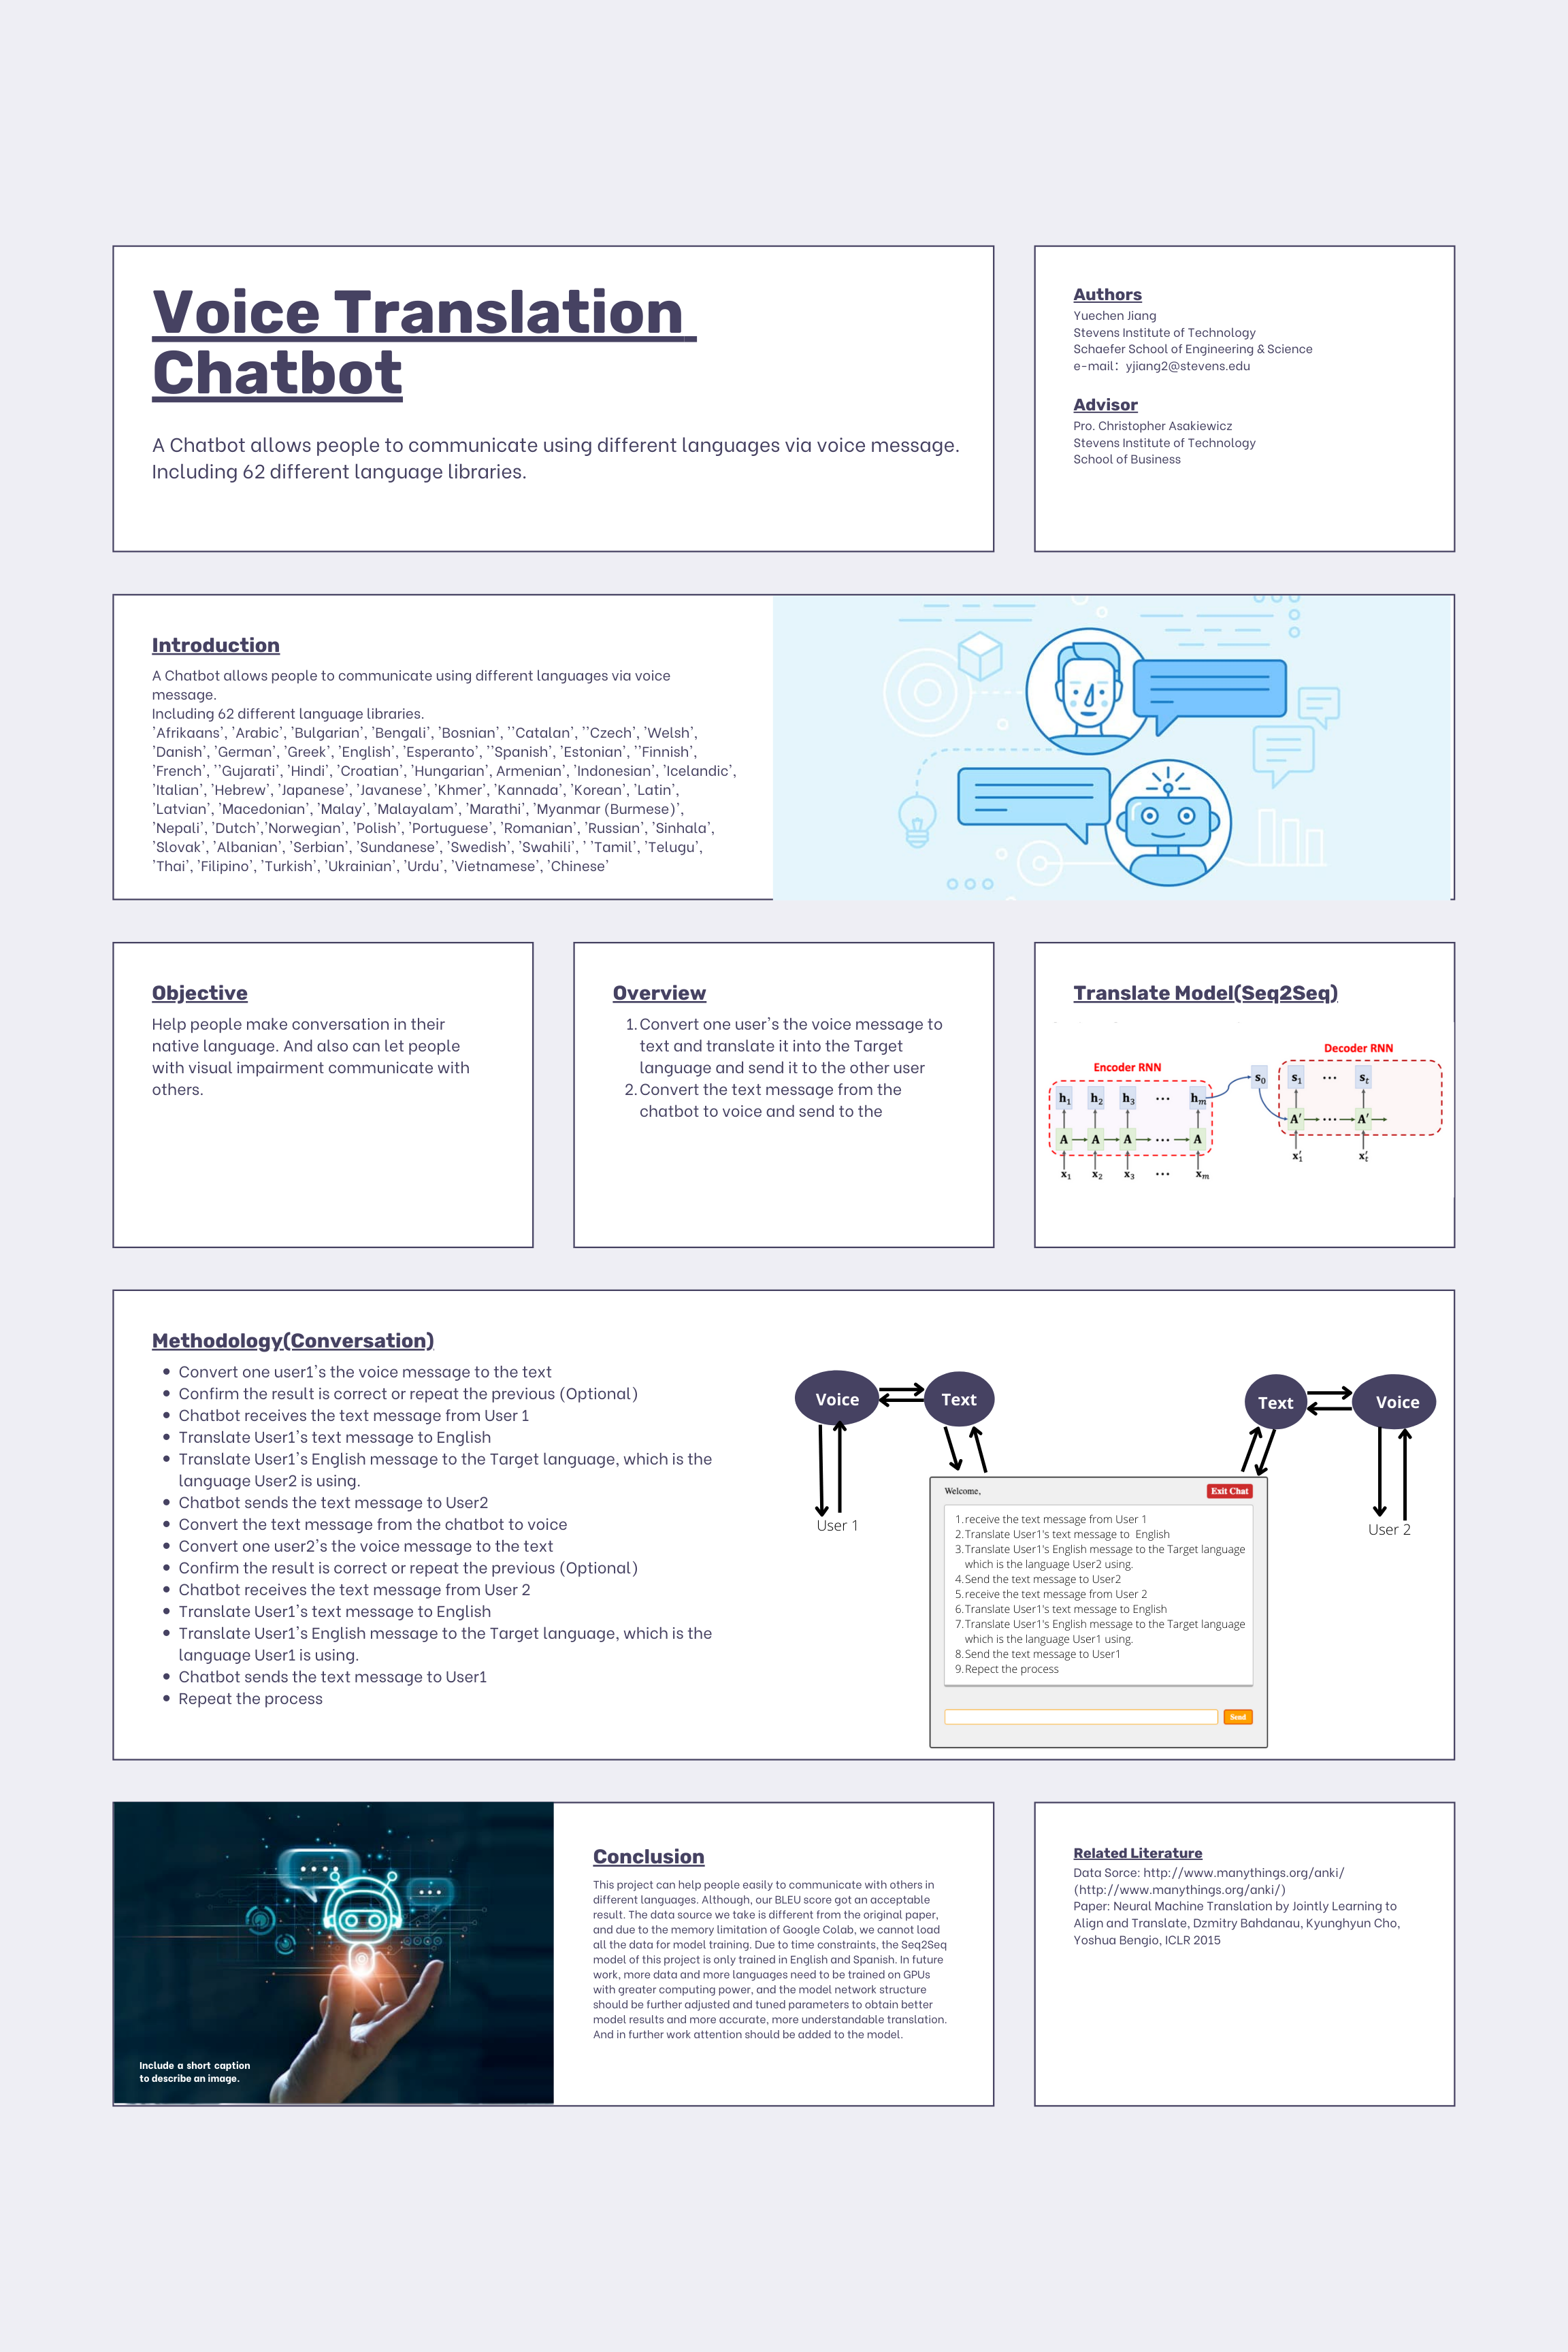 Voice Translation
Chatbot
A Chatbot allows people to communicate using different languages via voice message.
Including 62 different language libraries.
Authors
Yuechen Jiang
Stevens Institute of Technology
Schaefer School of Engineering & Science
e-mail：yjiang2@stevens.edu
Advisor
Pro. Christopher Asakiewicz
Stevens Institute of Technology
School of Business
Introduction
A Chatbot allows people to communicate using different languages via voice
message.
Including 62 different language libraries.
'Afrikaans', 'Arabic', 'Bulgarian', 'Bengali', 'Bosnian', ''Catalan', ''Czech', 'Welsh',
'Danish', 'German', 'Greek', 'English', 'Esperanto', ''Spanish', 'Estonian', ''Finnish',
'French', ''Gujarati', 'Hindi', 'Croatian', 'Hungarian', Armenian', 'Indonesian', 'Icelandic',
'Italian', 'Hebrew', 'Japanese', 'Javanese', 'Khmer', 'Kannada', 'Korean', 'Latin',
'Latvian', 'Macedonian', 'Malay', 'Malayalam', 'Marathi', 'Myanmar (Burmese)',
'Nepali', 'Dutch','Norwegian', 'Polish', 'Portuguese', 'Romanian', 'Russian', 'Sinhala',
'Slovak', 'Albanian', 'Serbian', 'Sundanese', 'Swedish', 'Swahili', ' 'Tamil', 'Telugu',
'Thai', 'Filipino', 'Turkish', 'Ukrainian', 'Urdu', 'Vietnamese', 'Chinese'
Objective
Help people make conversation in their
native language. And also can let people
with visual impairment communicate with
others.
Overview
1. Convert one user's the voice message to
text and translate it into the Target
language and send it to the other user
2. Convert the text message from the
chatbot to voice and send to the
Translate Model(Seq2Seq)
Decoder RNN
Encoder RNN
s0 s1 ··· st
h1 h2 h3 ··· hm
A' ··· A'
A A A ··· A
x'1 x't
x1 x2 x3 ··· xm
Methodology(Conversation)
• Convert one user1's the voice message to the text
• Confirm the result is correct or repeat the previous (Optional)
• Chatbot receives the text message from User 1
• Translate User1's text message to English
• Translate User1's English message to the Target language, which is the
language User2 is using.
• Chatbot sends the text message to User2
• Convert the text message from the chatbot to voice
• Convert one user2's the voice message to the text
• Confirm the result is correct or repeat the previous (Optional)
• Chatbot receives the text message from User 2
• Translate User1's text message to English
• Translate User1's English message to the Target language, which is the
language User1 is using.
• Chatbot sends the text message to User1
• Repeat the process
Voice Text Text Voice
User 1 User 2
Welcome, Exit Chat
1. receive the text message from User 1
2. Translate User1's text message to English
3. Translate User1's English message to the Target language
which is the language User2 using.
4. Send the text message to User2
5. receive the text message from User 2
6. Translate User1's text message to English
7. Translate User1's English message to the Target language
which is the language User1 using.
8. Send the text message to User1
9. Repect the process
Send
Include a short caption
to describe an image.
Conclusion
This project can help people easily to communicate with others in
different languages. Although, our BLEU score got an acceptable
result. The data source we take is different from the original paper,
and due to the memory limitation of Google Colab, we cannot load
all the data for model training. Due to time constraints, the Seq2Seq
model of this project is only trained in English and Spanish. In future
work, more data and more languages need to be trained on GPUs
with greater computing power, and the model network structure
should be further adjusted and tuned parameters to obtain better
model results and more accurate, more understandable translation.
And in further work attention should be added to the model.
Related Literature
Data Sorce: http://www.manythings.org/anki/
(http://www.manythings.org/anki/)
Paper: Neural Machine Translation by Jointly Learning to
Align and Translate, Dzmitry Bahdanau, Kyunghyun Cho,
Yoshua Bengio, ICLR 2015